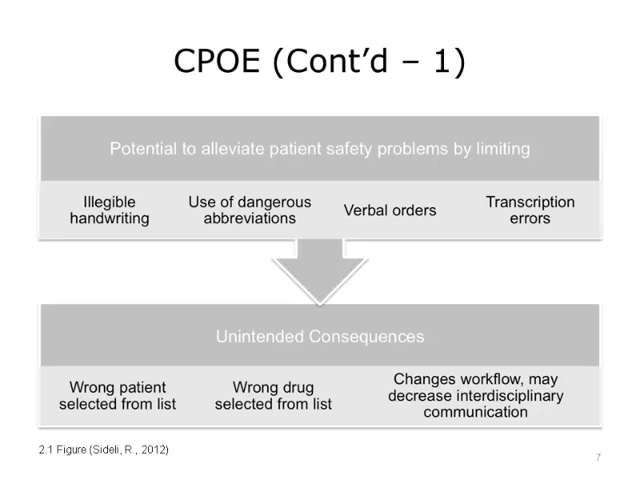 CPOE (Cont’d – 1)
Potential to alleviate patient safety problems by limiting
Illegible
handwriting
Use of dangerous
abbreviations
Verbal orders
Transcription
errors
Unintended Consequences
Wrong patient
selected from list
Wrong drug
selected from list
Changes workflow, may
decrease interdisciplinary
communication
2.1 Figure (Sideli, R., 2012)
7